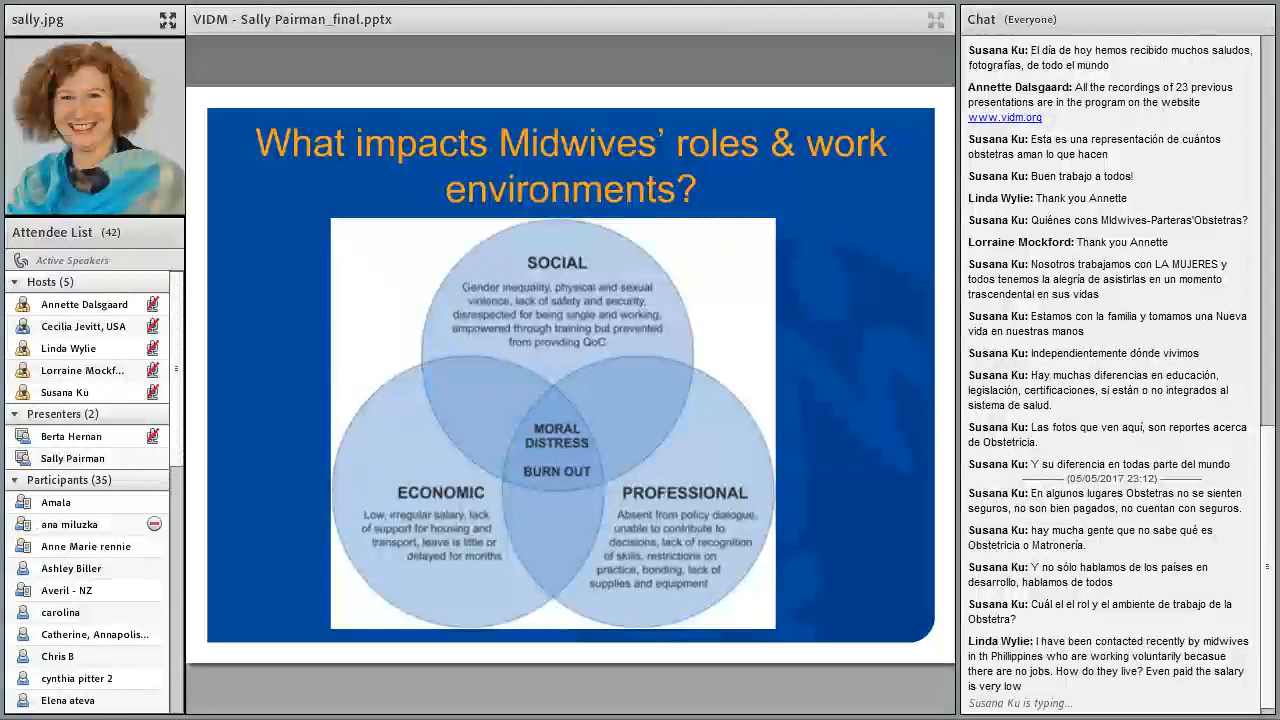 sally.jpg
VIDM - Sally Pairman_final.pptx
Chat (Everyone)
Attendee List (42)
Active Speakers
Hosts (5)
Annette Dalsgaard
Cecilia Jevitt, USA
Linda Wylie
Lorraine Mockf...
Susana Ku
Presenters (2)
Berta Hernan
Sally Pairman
Participants (35)
Amala
ana miluzka
Anne Marie rennie
Ashley Biller
Averil - NZ
carolina
Catherine, Annapolis...
Chris B
cynthia pitter 2
Elena ateva
What impacts Midwives' roles & work
environments?
SOCIAL
Gender inequality, physical and sexual
violence, lack of safety and security,
disrespected for being single and working,
empowered through training but prevented
from providing QoC
MORAL
DISTRESS
BURN OUT
ECONOMIC
Low, irregular salary, lack
of support for housing and
transport, leave is little or
delayed for months
PROFESSIONAL
Absent from policy dialogue,
unable to contribute to
decisions, lack of recognition
of skills, restrictions on
practice, bonding, lack of
supplies and equipment
Susana Ku: El día de hoy hemos recibido muchos saludos,
fotografías, de todo el mundo
Annette Dalsgaard: All the recordings of 23 previous
presentations are in the program on the website
www.vidm.org
Susana Ku: Esta es una representación de cuántos
obstetras aman lo que hacen
Susana Ku: Buen trabajo a todos!
Linda Wylie: Thank you Annette
Susana Ku: Quiénes cons MIdwives-Parteras'Obstetras?
Lorraine Mockford: Thank you Annette
Susana Ku: Nosotros trabajamos con LA MUJERES y
todos tenemos la alegría de asistirlas en un momento
trascendental en sus vidas
Susana Ku: Estamos con la familia y tomamos una Nueva
vida en nuestras manos
Susana Ku: Independientemente dónde vivimos
Susana Ku: Hay muchas diferencias en educación,
legislación, certificaciones, si están o no integrados al
sistema de salud.
Susana Ku: Las fotos que ven aquí, son reportes acerca
de Obstetricia.
Susana Ku: Y su diferencia en todas parte del mundo
(05/05/2017 23:12)
Susana Ku: En algunos lugares Obstetras no se sienten
seguros, no son bien pagados, no cuentan con seguros.
Susana Ku: hay mucha gente que no sabe qué es
Obstetricia o Matronería.
Susana Ku: Y no sólo hablamos de los países en
desarrollo, hablamos de todos
Susana Ku: Cuál el el rol y el ambiente de trabajo de la
Obstetra?
Linda Wylie: I have been contacted recently by midwives
in th Phillippines who are working voluntarily becasue
there are no jobs. How do they live? Even paid the salary
is very low
Susana Ku is typing...